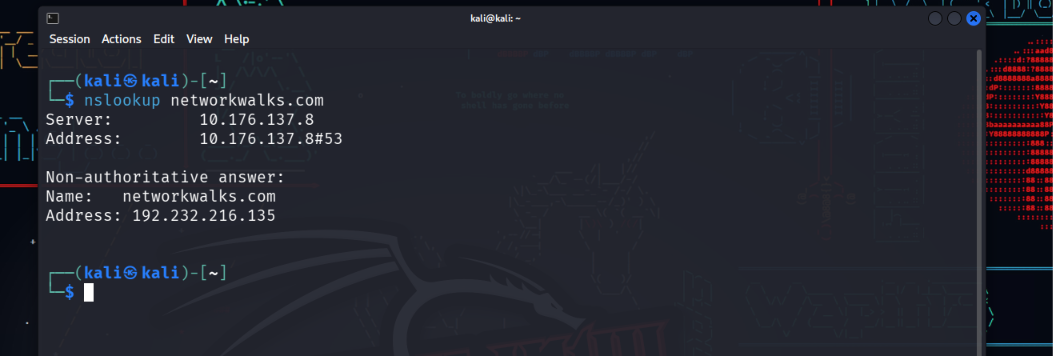 kali@kali: ~
Session Actions Edit View Help
┌──(kali㉿kali)-[~]
└─$ nslookup networkwalks.com
Server: 10.176.137.8
Address: 10.176.137.8#53
Non-authoritative answer:
Name: networkwalks.com
Address: 192.232.216.135
┌──(kali㉿kali)-[~]
└─$